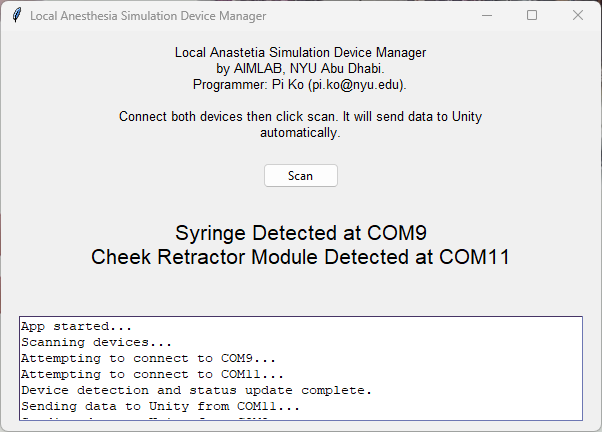 Local Anesthesia Simulation Device Manager
Local Anastetia Simulation Device Manager
by AIMLAB, NYU Abu Dhabi.
Programmer: Pi Ko (pi.ko@nyu.edu).
Connect both devices then click scan. It will send data to Unity
automatically.
Scan
Syringe Detected at COM9
Cheek Retractor Module Detected at COM11
App started...
Scanning devices...
Attempting to connect to COM9...
Attempting to connect to COM11...
Device detection and status update complete.
Sending data to Unity from COM11...